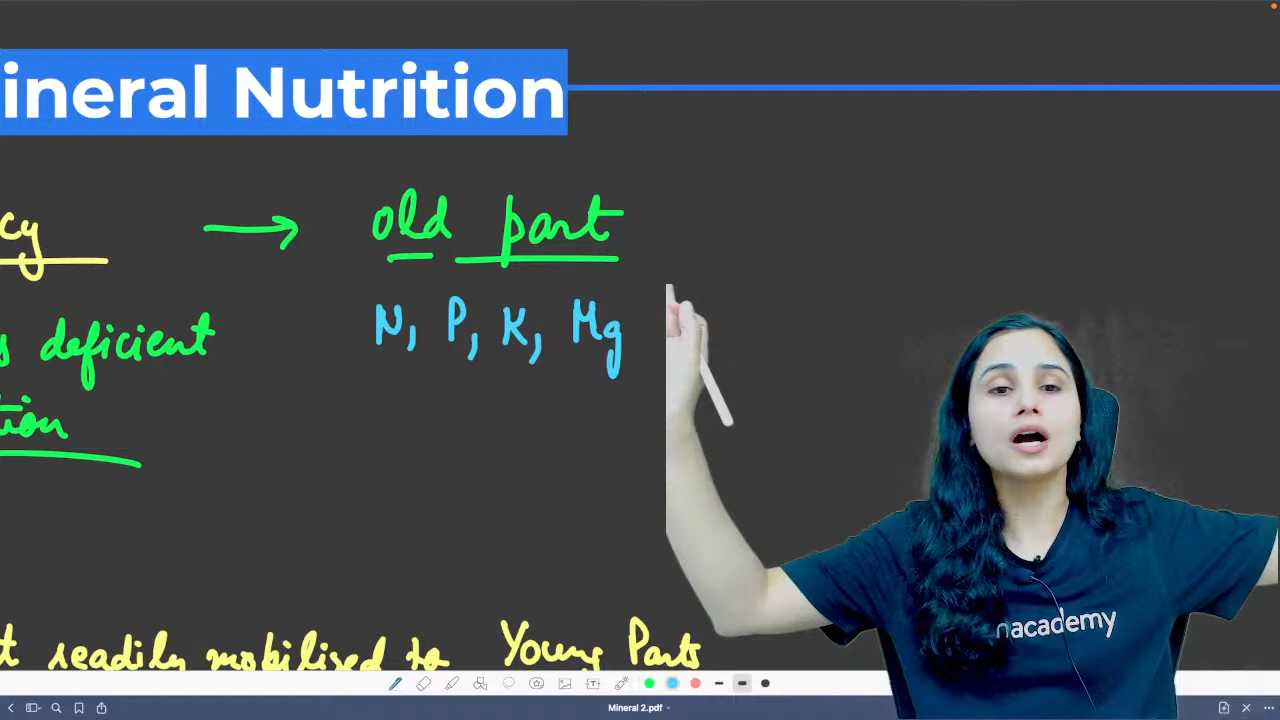 ineral Nutrition
cy → old part
N, P, K, Mg
s deficient
tion
t readily mobilised to Young Parts
nacademy
Mineral 2.pdf